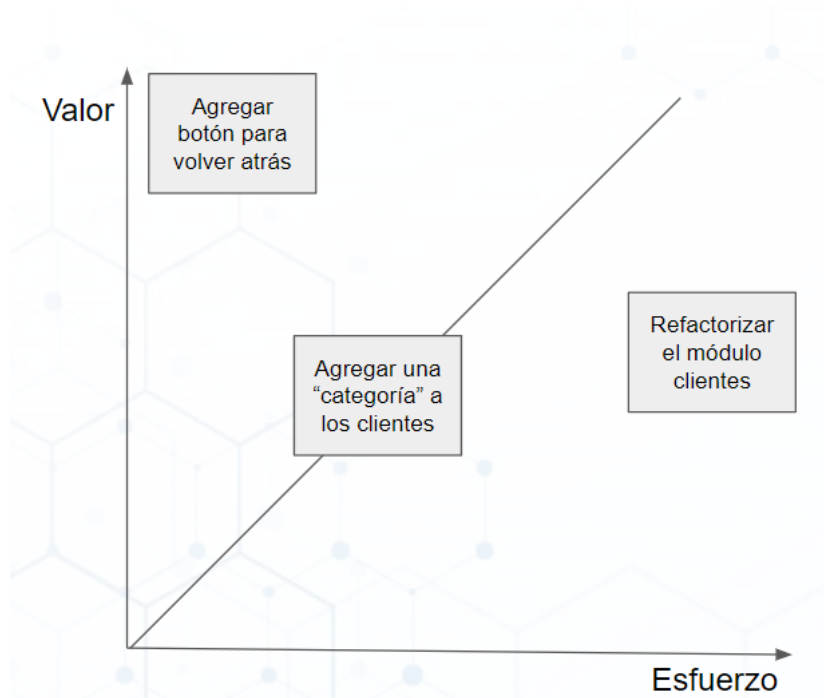 Valor
Agregar
botón para
volver atrás
Agregar una
“categoría” a
los clientes
Refactorizar
el módulo
clientes
Esfuerzo